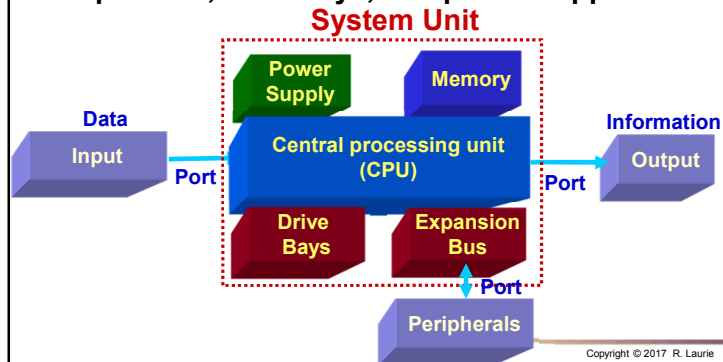 System Unit
Power
Supply
Memory
Data
Input
Port
Central processing unit
(CPU)
Information
Output
Port
Drive
Bays
Expansion
Bus
Port
Peripherals
Copyright © 2017 R. Laurie